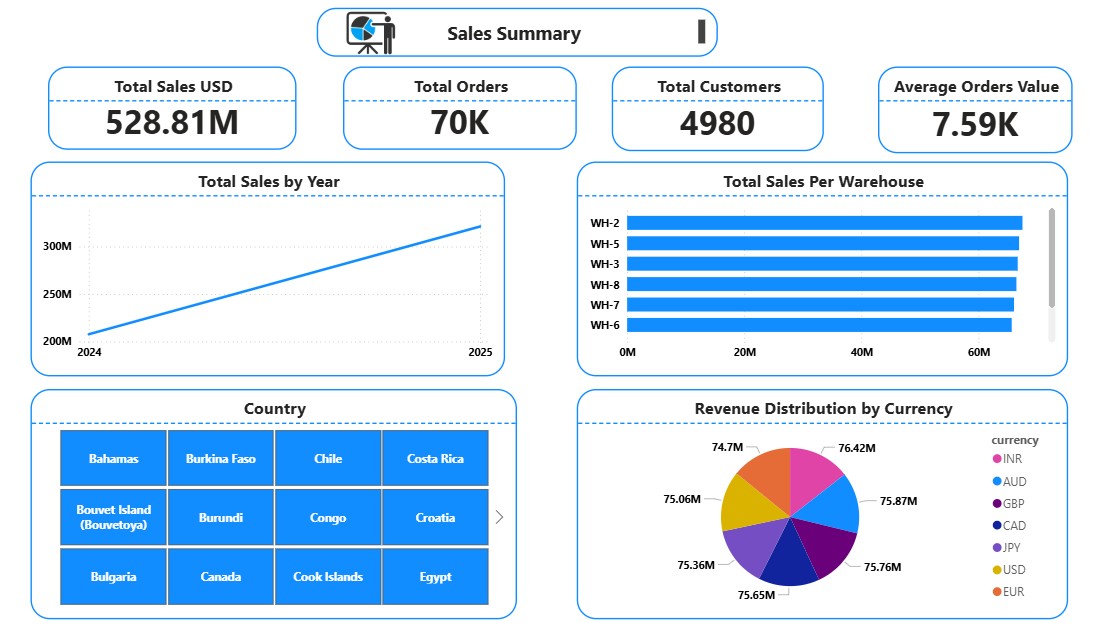 Sales Summary
Total Sales USD
528.81M
Total Orders
70K
Total Customers
4980
Average Orders Value
7.59K
Total Sales by Year
300M
250M
200M
2024
2025
Total Sales Per Warehouse
WH-2
WH-5
WH-3
WH-8
WH-7
WH-6
0M
20M
40M
60M
Country
Bahamas
Burkina Faso
Chile
Costa Rica
Bouvet Island
(Bouvetoya)
Burundi
Congo
Croatia
Bulgaria
Canada
Cook Islands
Egypt
Revenue Distribution by Currency
76.42M
75.87M
75.76M
75.65M
75.36M
75.06M
74.7M
currency
INR
AUD
GBP
CAD
JPY
USD
EUR